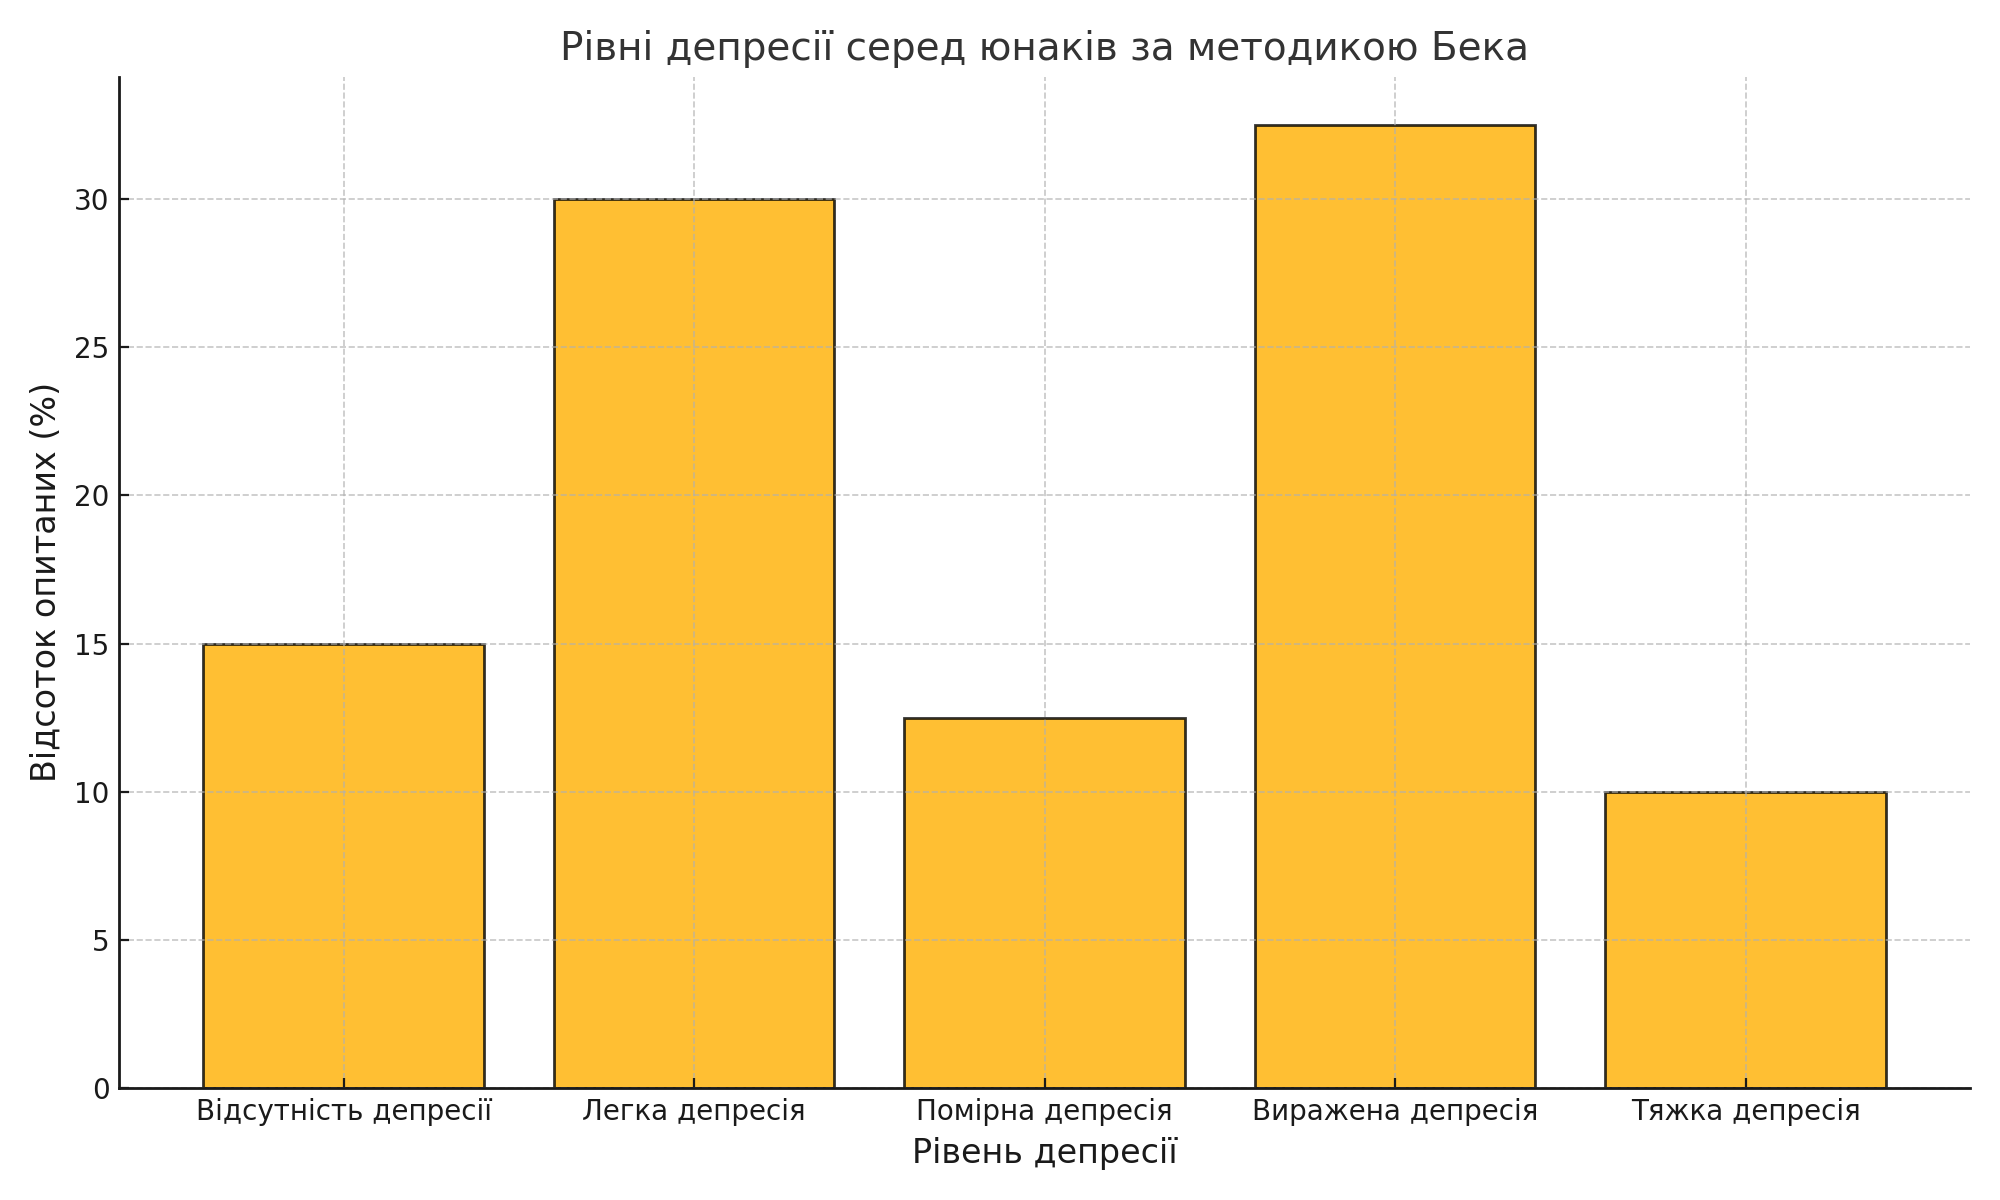 Рівні депресії серед юнаків за методикою Бека
Відсоток опитаних (%)
30
25
20
15
10
5
0
Відсутність депресії
Легка депресія
Помірна депресія
Виражена депресія
Тяжка депресія
Рівень депресії